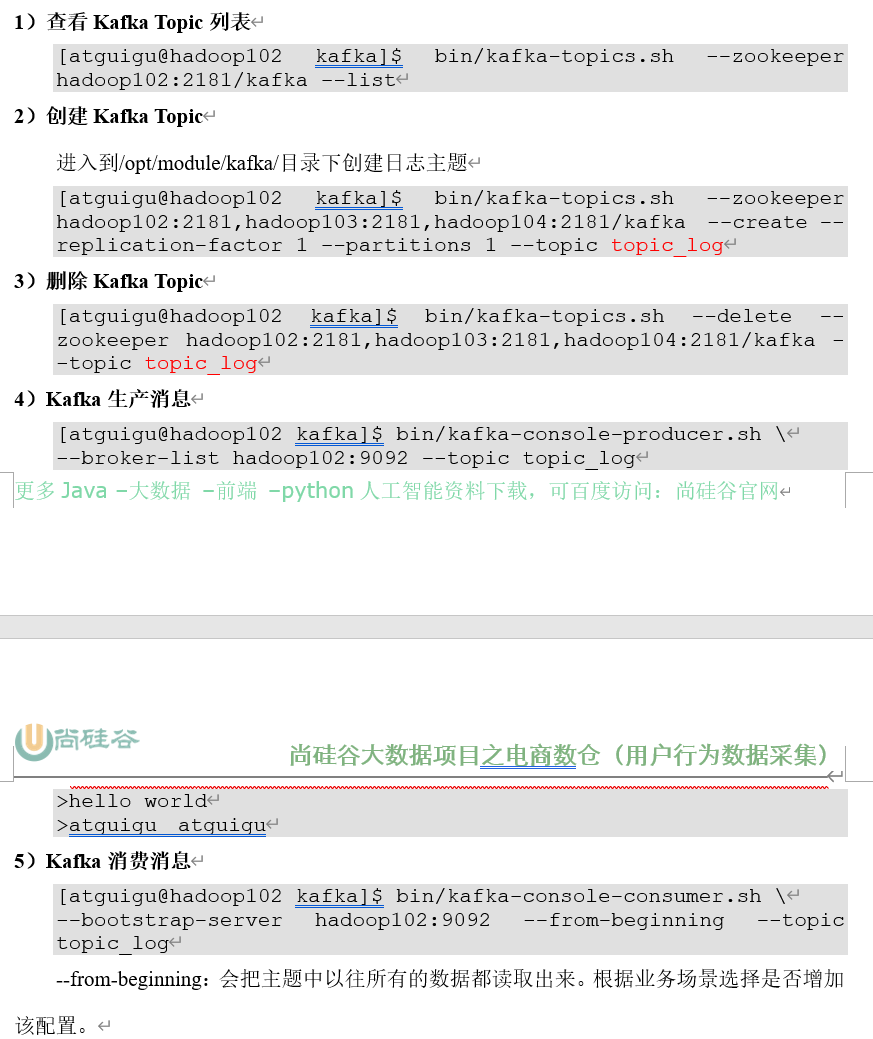 1）查看 Kafka Topic 列表
[atguigu@hadoop102 kafka]$ bin/kafka-topics.sh --zookeeper
hadoop102:2181/kafka --list
2）创建 Kafka Topic
进入到/opt/module/kafka/目录下创建日志主题
[atguigu@hadoop102 kafka]$ bin/kafka-topics.sh --zookeeper
hadoop102:2181,hadoop103:2181,hadoop104:2181/kafka --create --
replication-factor 1 --partitions 1 --topic topic_log
3）删除 Kafka Topic
[atguigu@hadoop102 kafka]$ bin/kafka-topics.sh --delete --
zookeeper hadoop102:2181,hadoop103:2181,hadoop104:2181/kafka -
-topic topic_log
4）Kafka 生产消息
[atguigu@hadoop102 kafka]$ bin/kafka-console-producer.sh \
--broker-list hadoop102:9092 --topic topic_log
更多 Java –大数据 –前端 –python 人工智能资料下载，可百度访问：尚硅谷官网
尚硅谷
尚硅谷大数据项目之电商数仓（用户行为数据采集）
>hello world
>atguigu atguigu
5）Kafka 消费消息
[atguigu@hadoop102 kafka]$ bin/kafka-console-consumer.sh \
--bootstrap-server hadoop102:9092 --from-beginning --topic
topic_log
--from-beginning：会把主题中以往所有的数据都读取出来。根据业务场景选择是否增加
该配置。